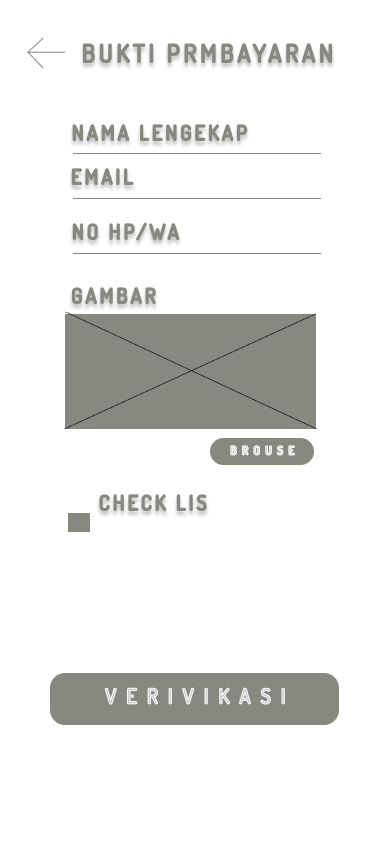 BUKTI PRMBAYARAN
NAMA LENGEKAP
EMAIL
NO HP/WA
GAMBAR
BROUSE
CHECK LIS
VERIVIKASI